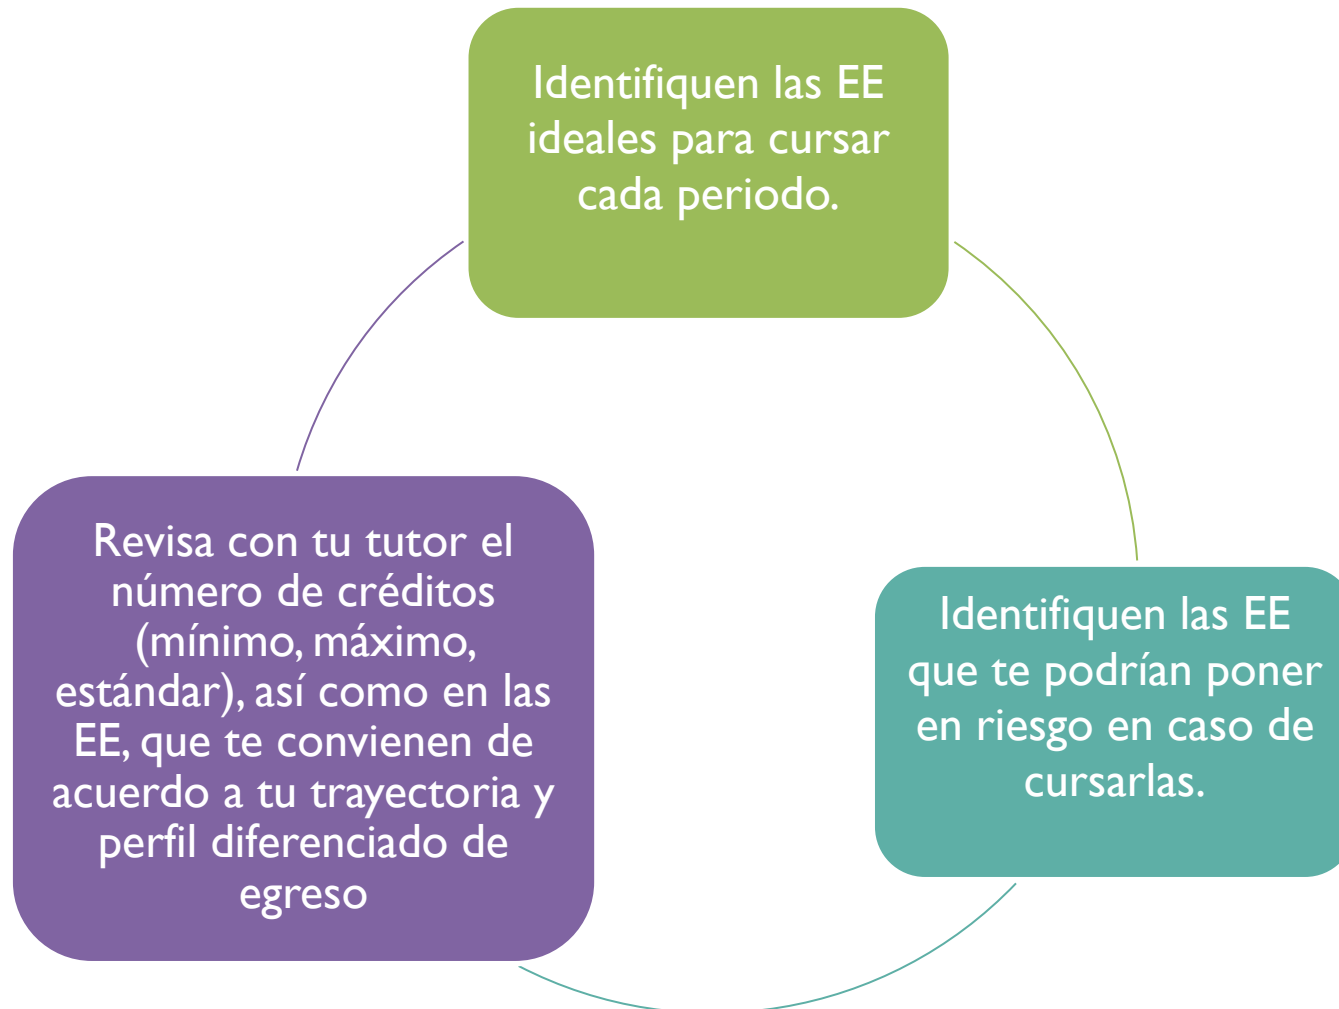 Identifiquen las EE
ideales para cursar
cada periodo.
Identifiquen las EE
que te podrían poner
en riesgo en caso de
cursarlas.
Revisa con tu tutor el
número de créditos
(mínimo, máximo,
estándar), así como en las
EE, que te convienen de
acuerdo a tu trayectoria y
perfil diferenciado de
egreso